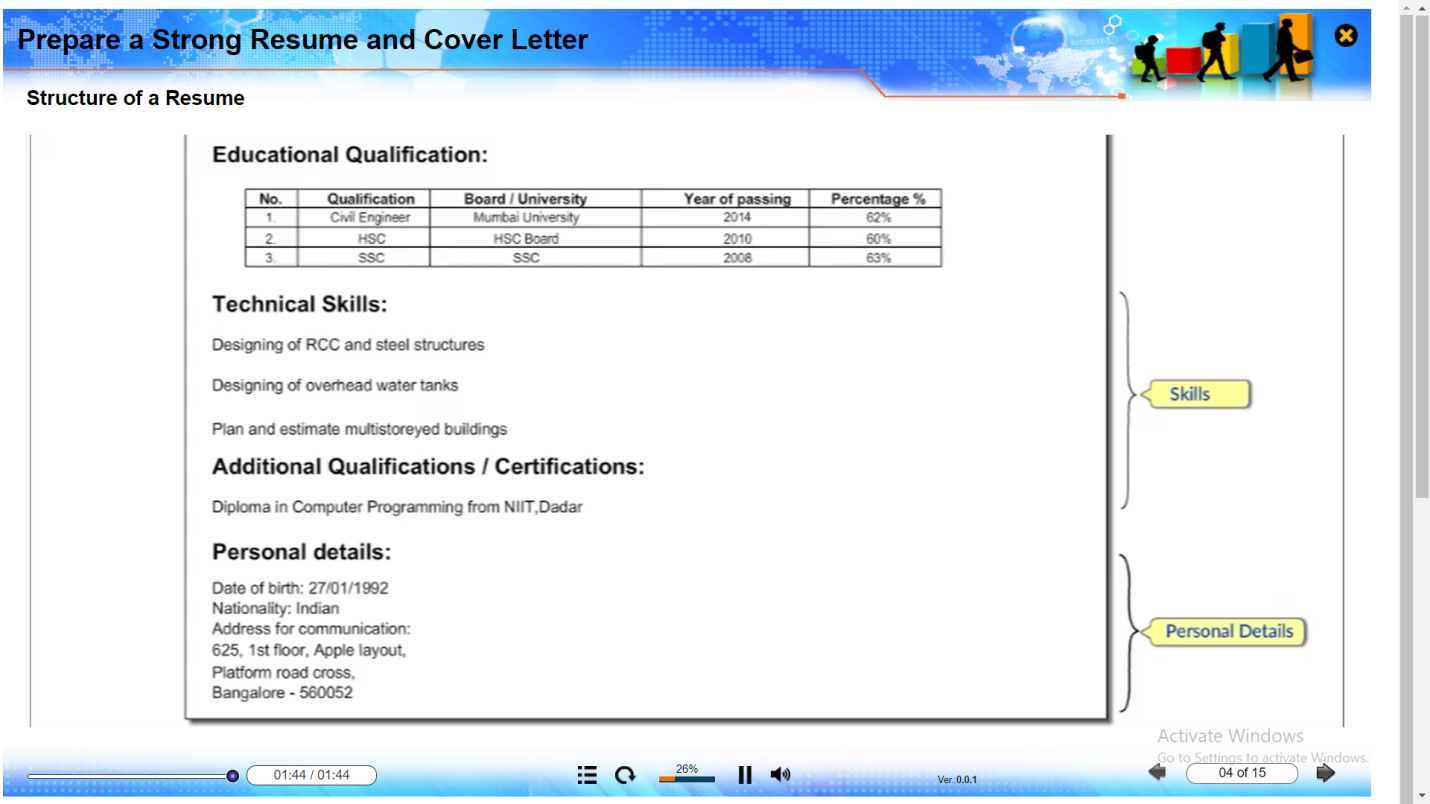 Prepare a Strong Resume and Cover Letter
Structure of a Resume
Educational Qualification:
No. Qualification Board / University Year of passing Percentage %
1. Civil Engineer Mumbai University 2014 62%
2. HSC HSC Board 2010 60%
3. SSC SSC 2008 63%
Technical Skills:
Designing of RCC and steel structures
Designing of overhead water tanks
Plan and estimate multistoreyed buildings
Skills
Additional Qualifications / Certifications:
Diploma in Computer Programming from NIIT,Dadar
Personal details:
Date of birth: 27/01/1992
Nationality: Indian
Address for communication:
625, 1st floor, Apple layout,
Platform road cross,
Bangalore - 560052
Personal Details
Activate Windows
Go to Settings to activate Windows.
01:44 / 01:44
26%
Ver.:0.0.1
04 of 15